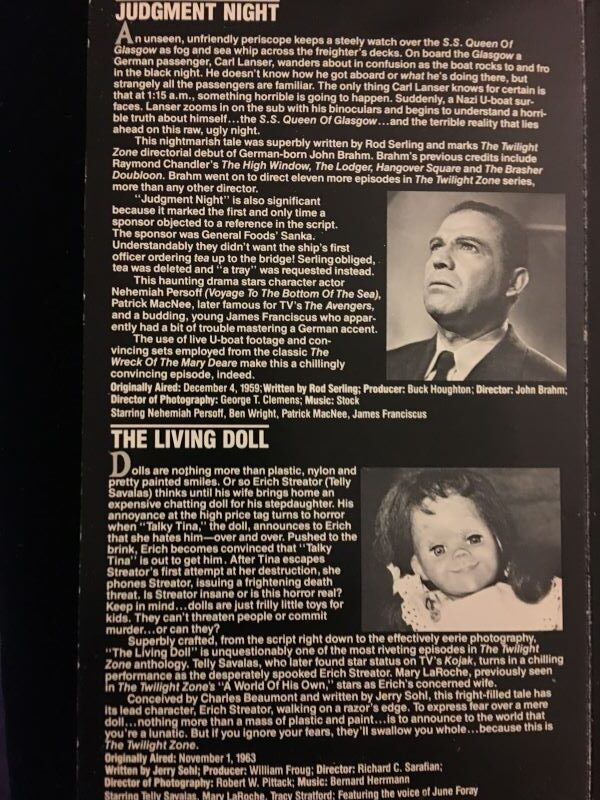 JUDGMENT NIGHT
An unseen, unfriendly periscope keeps a steely watch over the S.S. Queen Of
Glasgow as fog and sea whip across the freighter's decks. On board the Glasgow a
German passenger, Carl Lanser, wanders about in confusion as the boat rocks to and fro
in the black night. He doesn't know how he got aboard or what he's doing there, but
strangely all the passengers are familiar. The only thing Carl Lanser knows for certain is
that at 1:15 a.m., something horrible is going to happen. Suddenly, a Nazi U-boat sur-
faces. Lanser zooms in on the sub with his binoculars and begins to understand a horri-
ble truth about himself...the S.S. Queen Of Glasgow...and the terrible reality that lies
ahead on this raw, ugly night.
This nightmarish tale was superbly written by Rod Serling and marks The Twilight
Zone directorial debut of German-born John Brahm. Brahm's previous credits include
Raymond Chandler's The High Window, The Lodger, Hangover Square and The Brasher
Doubloon. Brahm went on to direct eleven more episodes in The Twilight Zone series,
more than any other director.
"Judgment Night" is also significant
because it marked the first and only time a
sponsor objected to a reference in the script.
The sponsor was General Foods' Sanka.
Understandably they didn't want the ship's first
officer ordering tea up to the bridge! Serling obliged,
tea was deleted and "a tray" was requested instead.
This haunting drama stars character actor
Nehemiah Persoff (Voyage To The Bottom Of The Sea),
Patrick MacNee, later famous for TV's The Avengers,
and a budding, young James Franciscus who appar-
ently had a bit of trouble mastering a German accent.
The use of live U-boat footage and con-
vincing sets employed from the classic The
Wreck Of The Mary Deare make this a chillingly
convincing episode, indeed.
Originally Aired: December 4, 1959; Written by Rod Serling; Producer: Buck Houghton; Director: John Brahm;
Director of Photography: George T. Clemens; Music: Stock
Starring Nehemiah Persoff, Ben Wright, Patrick MacNee, James Franciscus
THE LIVING DOLL
Dolls are nothing more than plastic, nylon and
pretty painted smiles. Or so Erich Streator (Telly
Savalas) thinks until his wife brings home an
expensive chatting doll for his stepdaughter. His
annoyance at the high price tag turns to horror
when "Talky Tina," the doll, announces to Erich
that she hates him—over and over. Pushed to the
brink, Erich becomes convinced that "Talky
Tina" is out to get him. After Tina escapes
Streator's first attempt at her destruction, she
phones Streator, issuing a frightening death
threat. Is Streator insane or is this horror real?
Keep in mind...dolls are just frilly little toys for
kids. They can't threaten people or commit
murder...or can they?
Superbly crafted, from the script right down to the effectively eerie photography,
"The Living Doll" is unquestionably one of the most riveting episodes in The Twilight
Zone anthology. Telly Savalas, who later found star status on TV's Kojak, turns in a chilling
performance as the desperately spooked Erich Streator. Mary LaRoche, previously seen
in The Twilight Zone's "A World Of His Own," stars as Erich's concerned wife.
Conceived by Charles Beaumont and written by Jerry Sohl, this fright-filled tale has
its lead character, Erich Streator, walking on a razor's edge. To express fear over a mere
doll...nothing more than a mass of plastic and paint...is to announce to the world that
you're a lunatic. But if you ignore your fears, they'll swallow you whole...because this is
The Twilight Zone.
Originally Aired: November 1, 1963
Written by Jerry Sohl; Producer: William Froug; Director: Richard C. Sarafian;
Director of Photography: Robert W. Pittack; Music: Bernard Herrmann
Starring Telly Savalas, Mary LaRoche, Tracy Stratford; Featuring the voice of June Foray